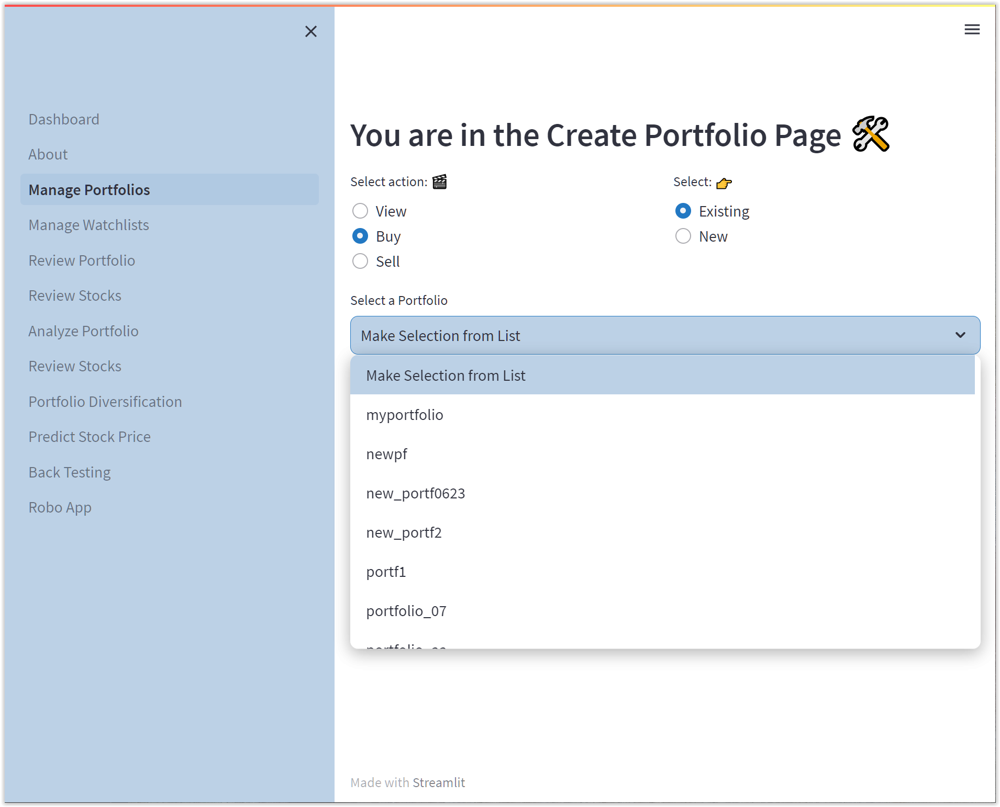 Dashboard
About
Manage Portfolios
Manage Watchlists
Review Portfolio
Review Stocks
Analyze Portfolio
Review Stocks
Portfolio Diversification
Predict Stock Price
Back Testing
Robo App
You are in the Create Portfolio Page
Select action:
View
Buy
Sell
Select:
Existing
New
Select a Portfolio
Make Selection from List
Make Selection from List
myportfolio
newpf
new_portf0623
new_portf2
portf1
portfolio_07
Made with Streamlit